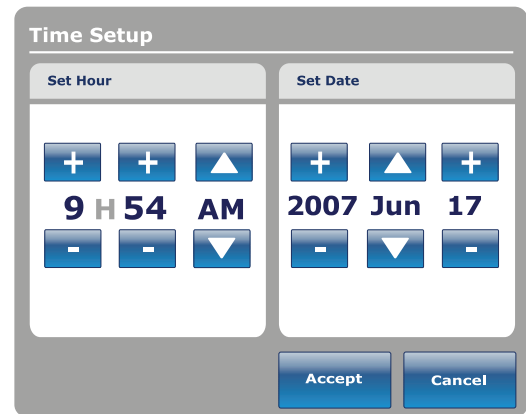 Time Setup
Set Hour
Set Date
+ + + +
9 H 54 AM 2007 Jun 17
- - - -
Accept Cancel